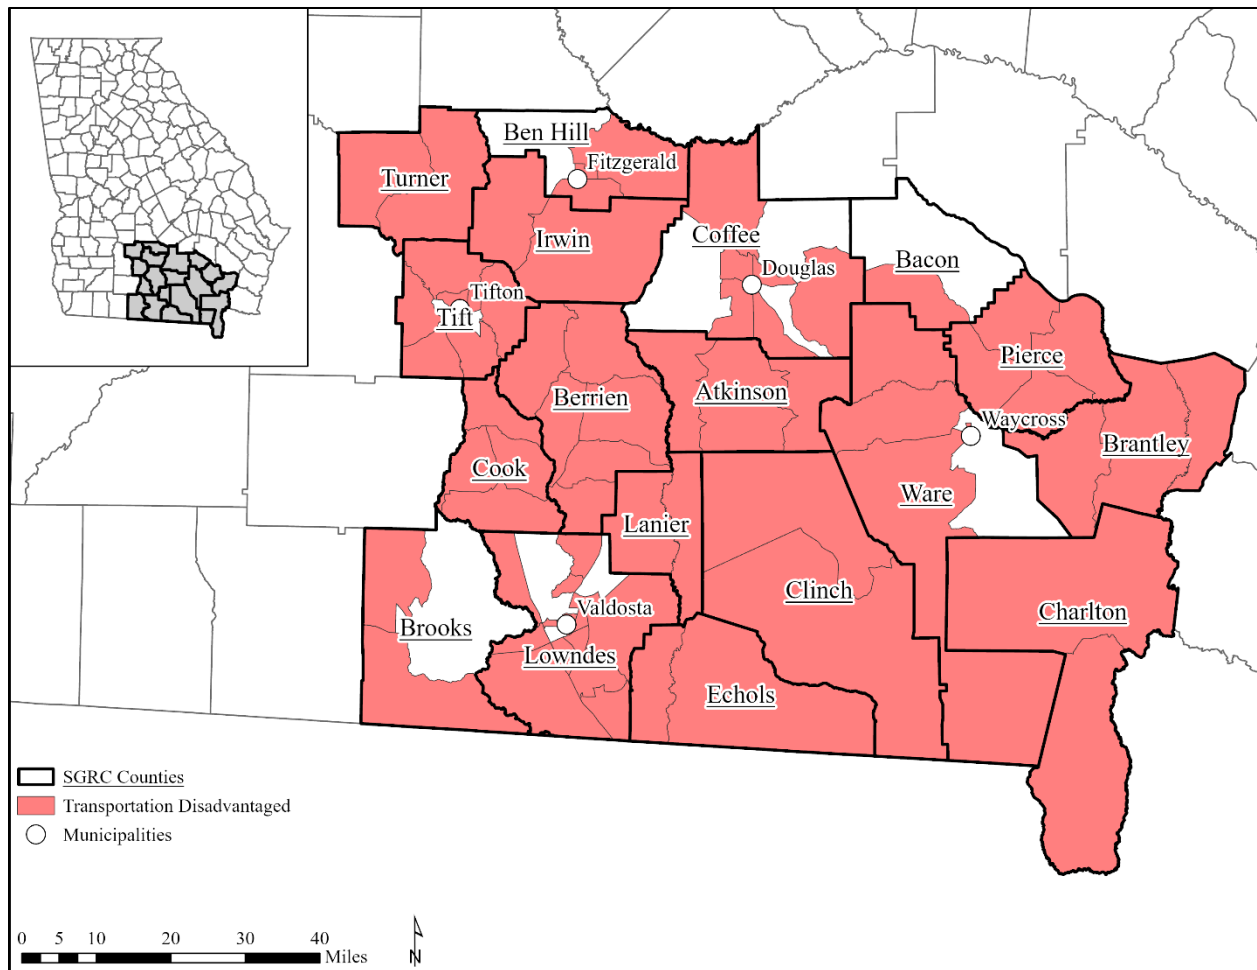 Ben Hill
Fitzgerald
Turner
Irwin
Coffee
Bacon
Douglas
Tifton
Tift
Pierce
Berrien
Atkinson
Waycross
Brantley
Cook
Ware
Lanier
Clinch
Valdosta
Charlton
Brooks
Lowndes
Echols
SGRC Counties
Transportation Disadvantaged
Municipalities
0 5 10 20 30 40
Miles
N